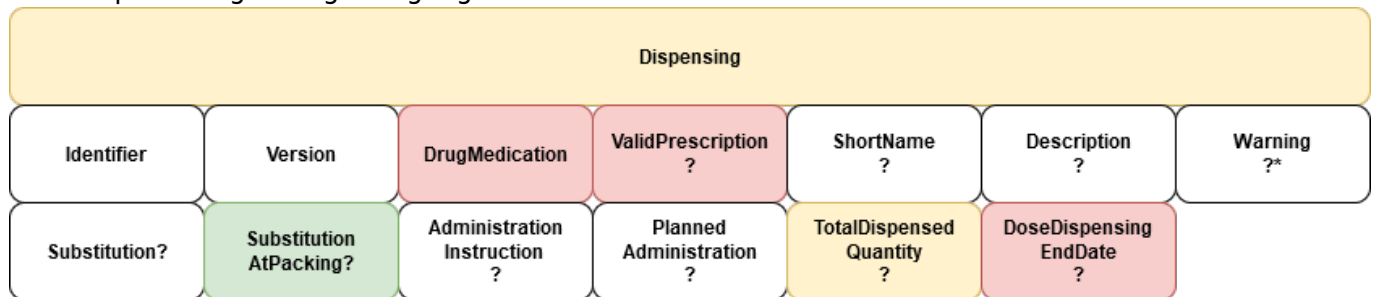 Dispensing
Identifier
Version
DrugMedication
ValidPrescription
?
ShortName
?
Description
?
Warning
?*
Substitution?
Substitution
AtPacking?
Administration
Instruction
?
Planned
Administration
?
TotalDispensed
Quantity
?
DoseDispensing
EndDate
?